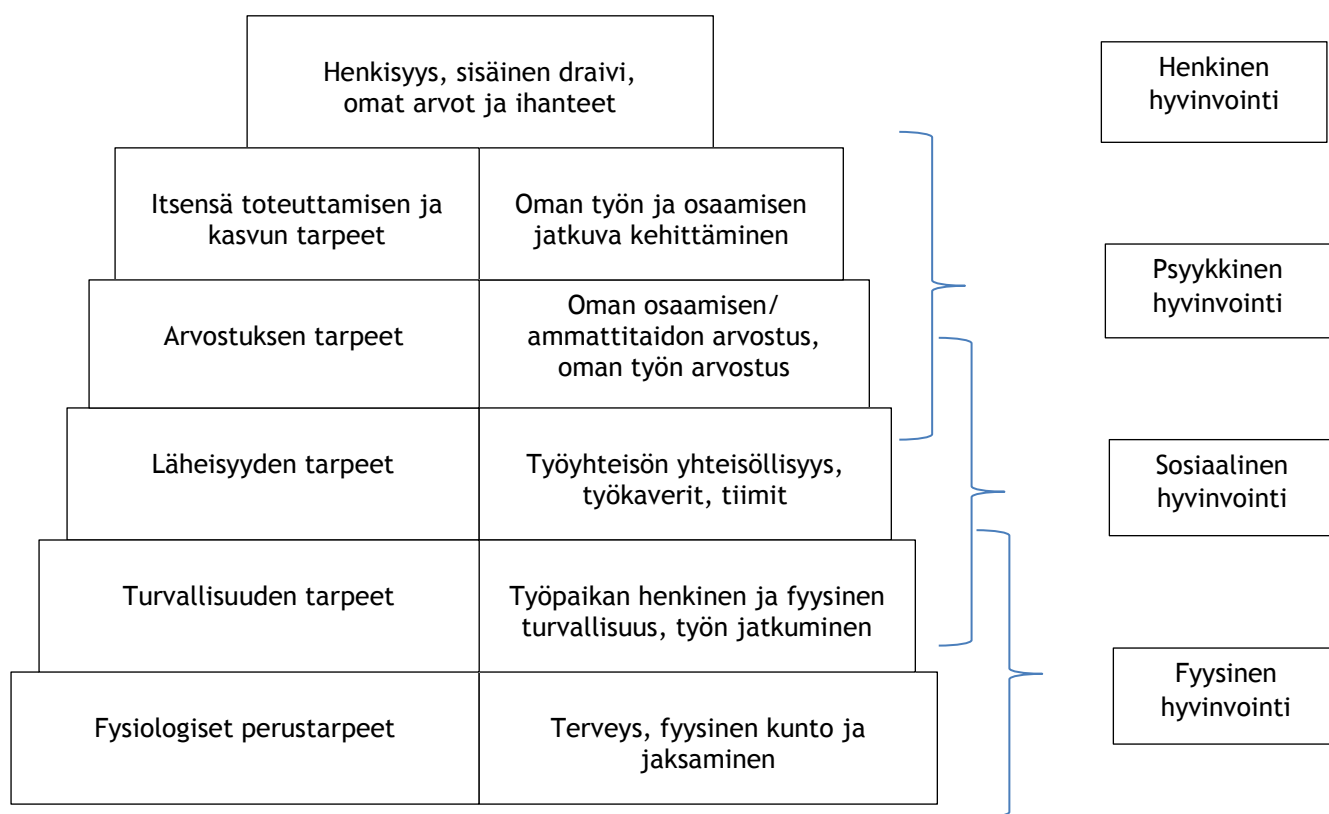 Henkisyys, sisäinen draivi,
omat arvot ja ihanteet
Henkinen
hyvinvointi
Itsensä toteuttamisen ja
kasvun tarpeet
Oman työn ja osaamisen
jatkuva kehittäminen
Psyykkinen
hyvinvointi
Arvostuksen tarpeet
Oman osaamisen/
ammattitaidon arvostus,
oman työn arvostus
Läheisyyden tarpeet
Työyhteisön yhteisöllisyys,
työkaverit, tiimit
Sosiaalinen
hyvinvointi
Turvallisuuden tarpeet
Työpaikan henkinen ja fyysinen
turvallisuus, työn jatkuminen
Fyysinen
hyvinvointi
Fysiologiset perustarpeet
Terveys, fyysinen kunto ja
jaksaminen